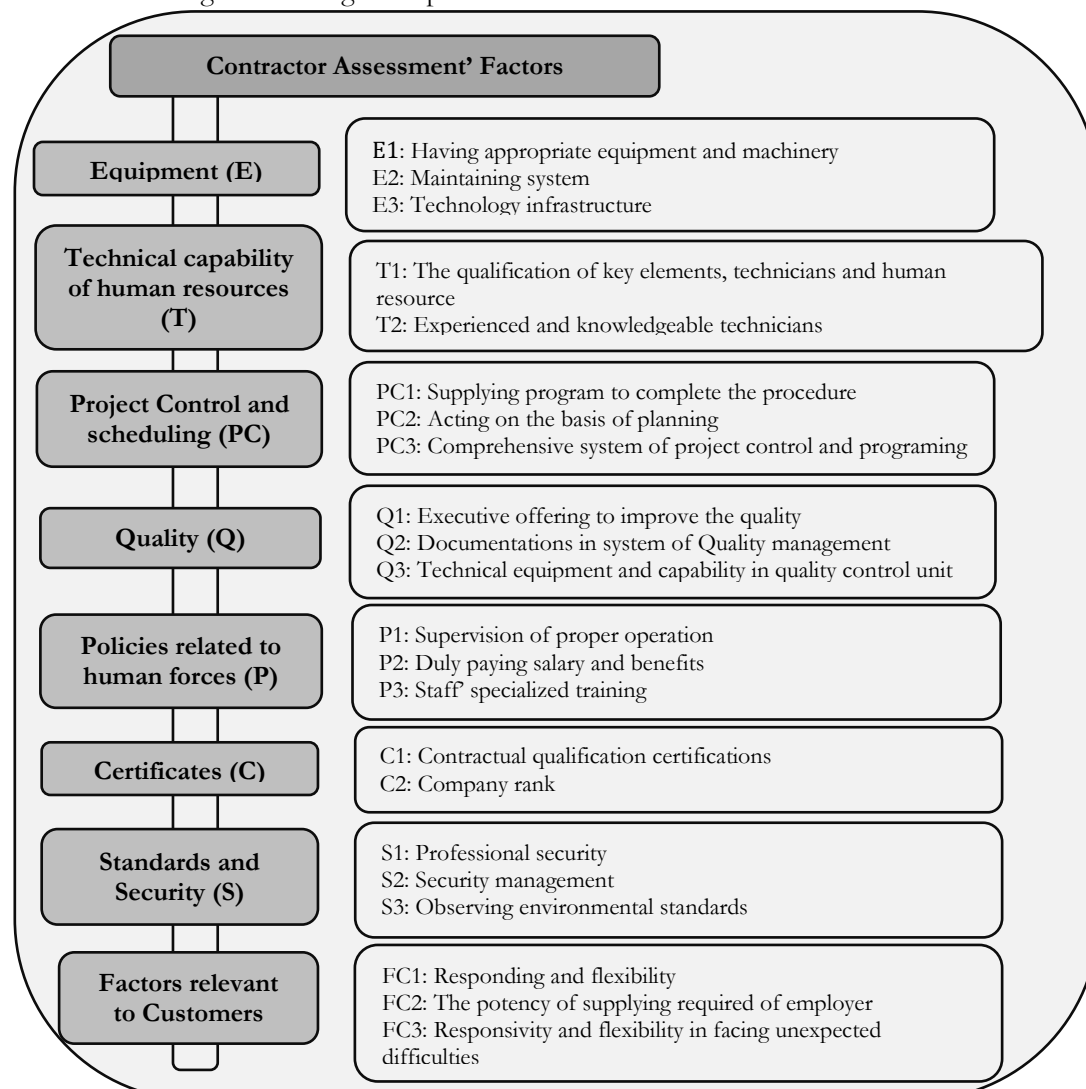 Contractor Assessment’ Factors
Equipment (E)
E1: Having appropriate equipment and machinery
E2: Maintaining system
E3: Technology infrastructure
Technical capability
of human resources
(T)
T1: The qualification of key elements, technicians and human
resource
T2: Experienced and knowledgeable technicians
Project Control and
scheduling (PC)
PC1: Supplying program to complete the procedure
PC2: Acting on the basis of planning
PC3: Comprehensive system of project control and programing
Quality (Q)
Q1: Executive offering to improve the quality
Q2: Documentations in system of Quality management
Q3: Technical equipment and capability in quality control unit
Policies related to
human forces (P)
P1: Supervision of proper operation
P2: Duly paying salary and benefits
P3: Staff’ specialized training
Certificates (C)
C1: Contractual qualification certifications
C2: Company rank
Standards and
Security (S)
S1: Professional security
S2: Security management
S3: Observing environmental standards
Factors relevant
to Customers
FC1: Responding and flexibility
FC2: The potency of supplying required of employer
FC3: Responsivity and flexibility in facing unexpected
difficulties